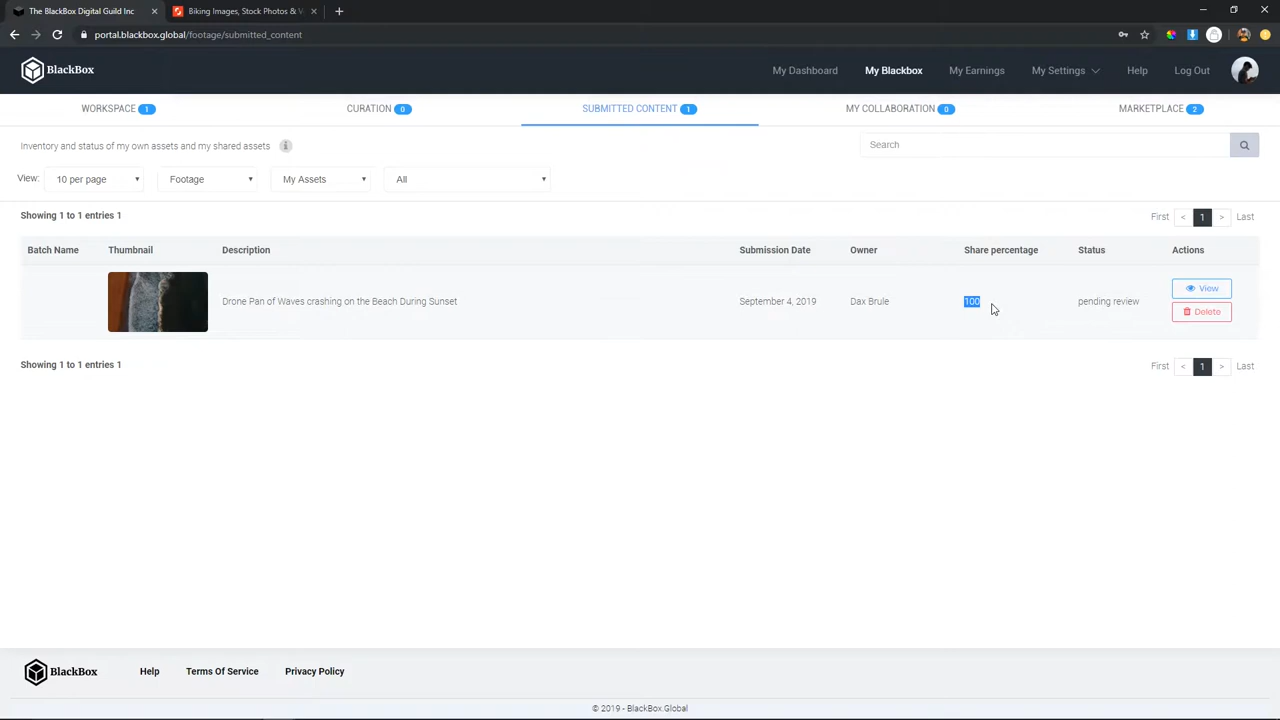 The BlackBox Digital Guild Inc
Biking Images, Stock Photos & V
portal.blackbox.global/footage/submitted_content
BlackBox
My Dashboard
My Blackbox
My Earnings
My Settings
Help
Log Out
WORKSPACE 1
CURATION 0
SUBMITTED CONTENT 1
MY COLLABORATION 0
MARKETPLACE 2
Inventory and status of my own assets and my shared assets
Search
View: 10 per page Footage My Assets All
Showing 1 to 1 entries 1
First < 1 > Last
Batch Name Thumbnail Description Submission Date Owner Share percentage Status Actions
Drone Pan of Waves crashing on the Beach During Sunset September 4, 2019 Dax Brule 100 pending review
View
Delete
Showing 1 to 1 entries 1
First < 1 > Last
BlackBox
Help
Terms Of Service
Privacy Policy
© 2019 - BlackBox.Global